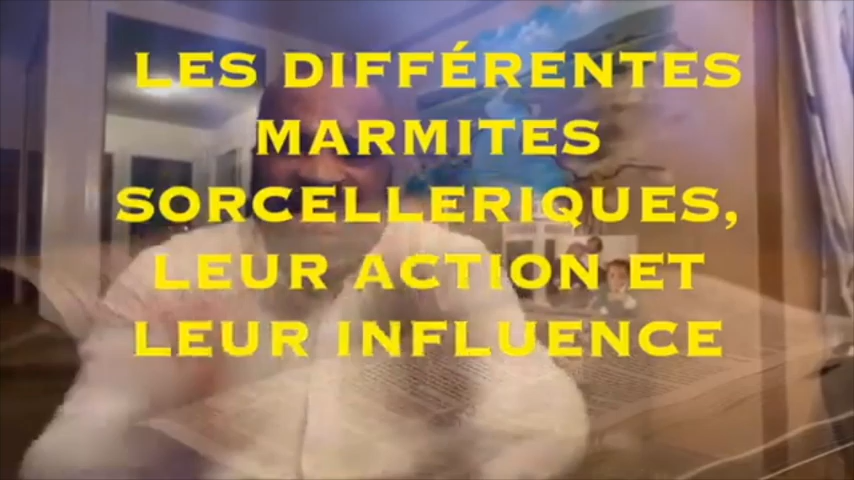 LES DIFFÉRENTES
MARMITES
SORCELLERIQUES,
LEUR ACTION ET
LEUR INFLUENCE